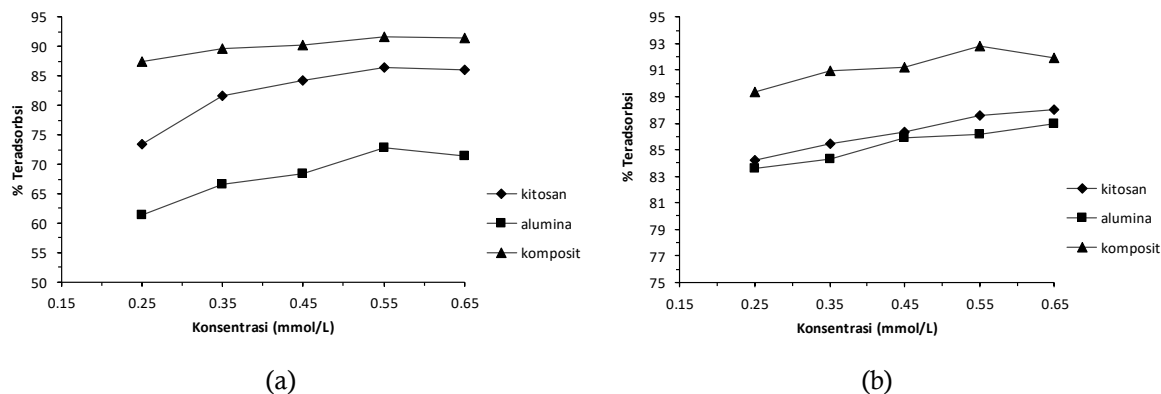 95
90
85
80
75
70
65
60
55
50
% Teradsorbsi
0.15 0.25 0.35 0.45 0.55 0.65
Konsentrasi (mmol/L)
kitosan
alumina
komposit
(a)
95
93
91
89
87
85
83
81
79
77
75
% Teradsorbsi
0.15 0.25 0.35 0.45 0.55 0.65
Konsentrasi (mmol/L)
kitosan
alumina
komposit
(b)